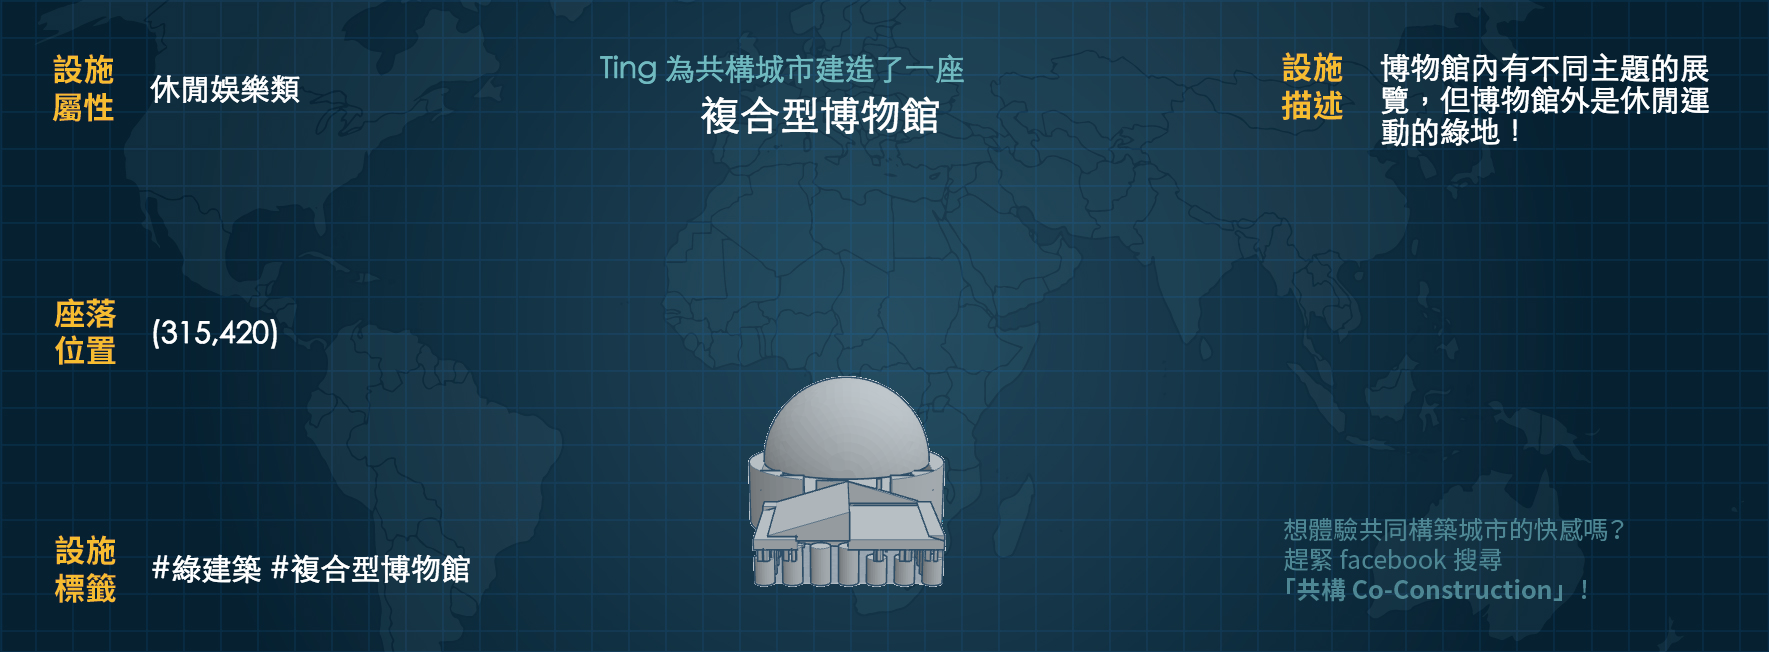 設施
屬性
休閒娛樂類
Ting 為共構城市建造了一座
複合型博物館
設施
描述
博物館內有不同主題的展
覽，但博物館外是休閒運
動的綠地！
座落
位置
(315,420)
設施
標籤
#綠建築 #複合型博物館
想體驗共同構築城市的快感嗎？
趕緊 facebook 搜尋
「共構 Co-Construction」！